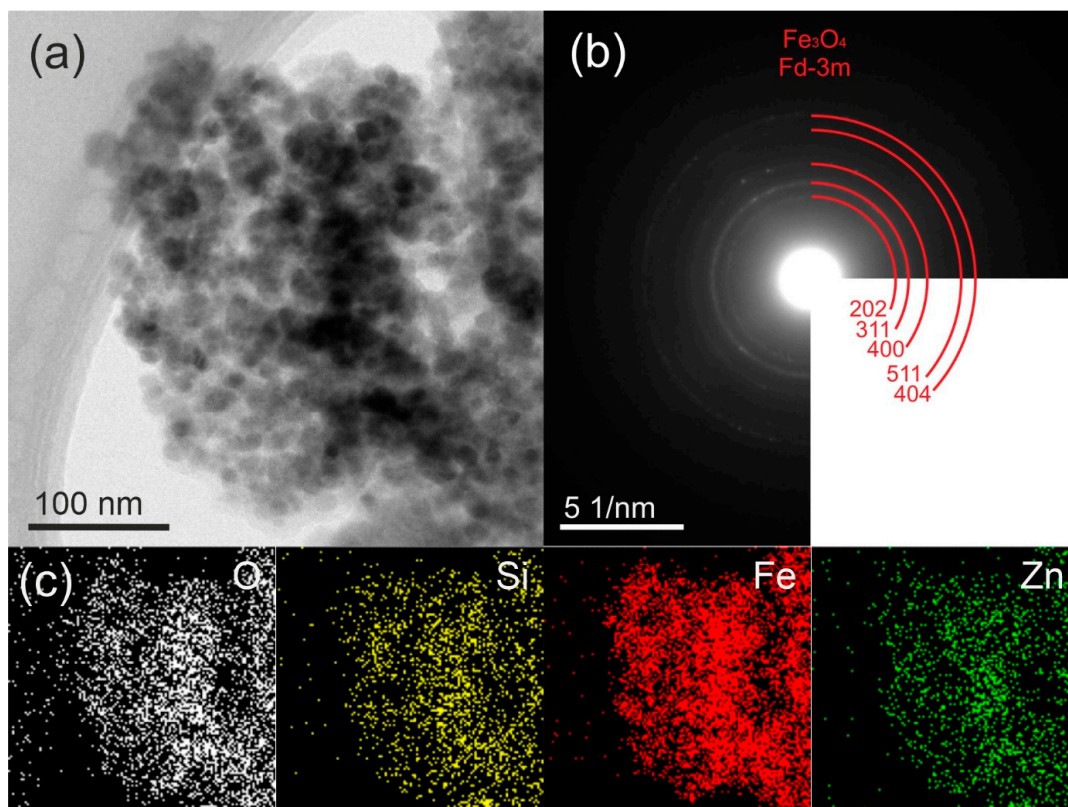 (a)
100 nm
(b)
Fe₃O₄
Fd-3m
202
311
400
511
404
5 1/nm
(c)
O
Si
Fe
Zn